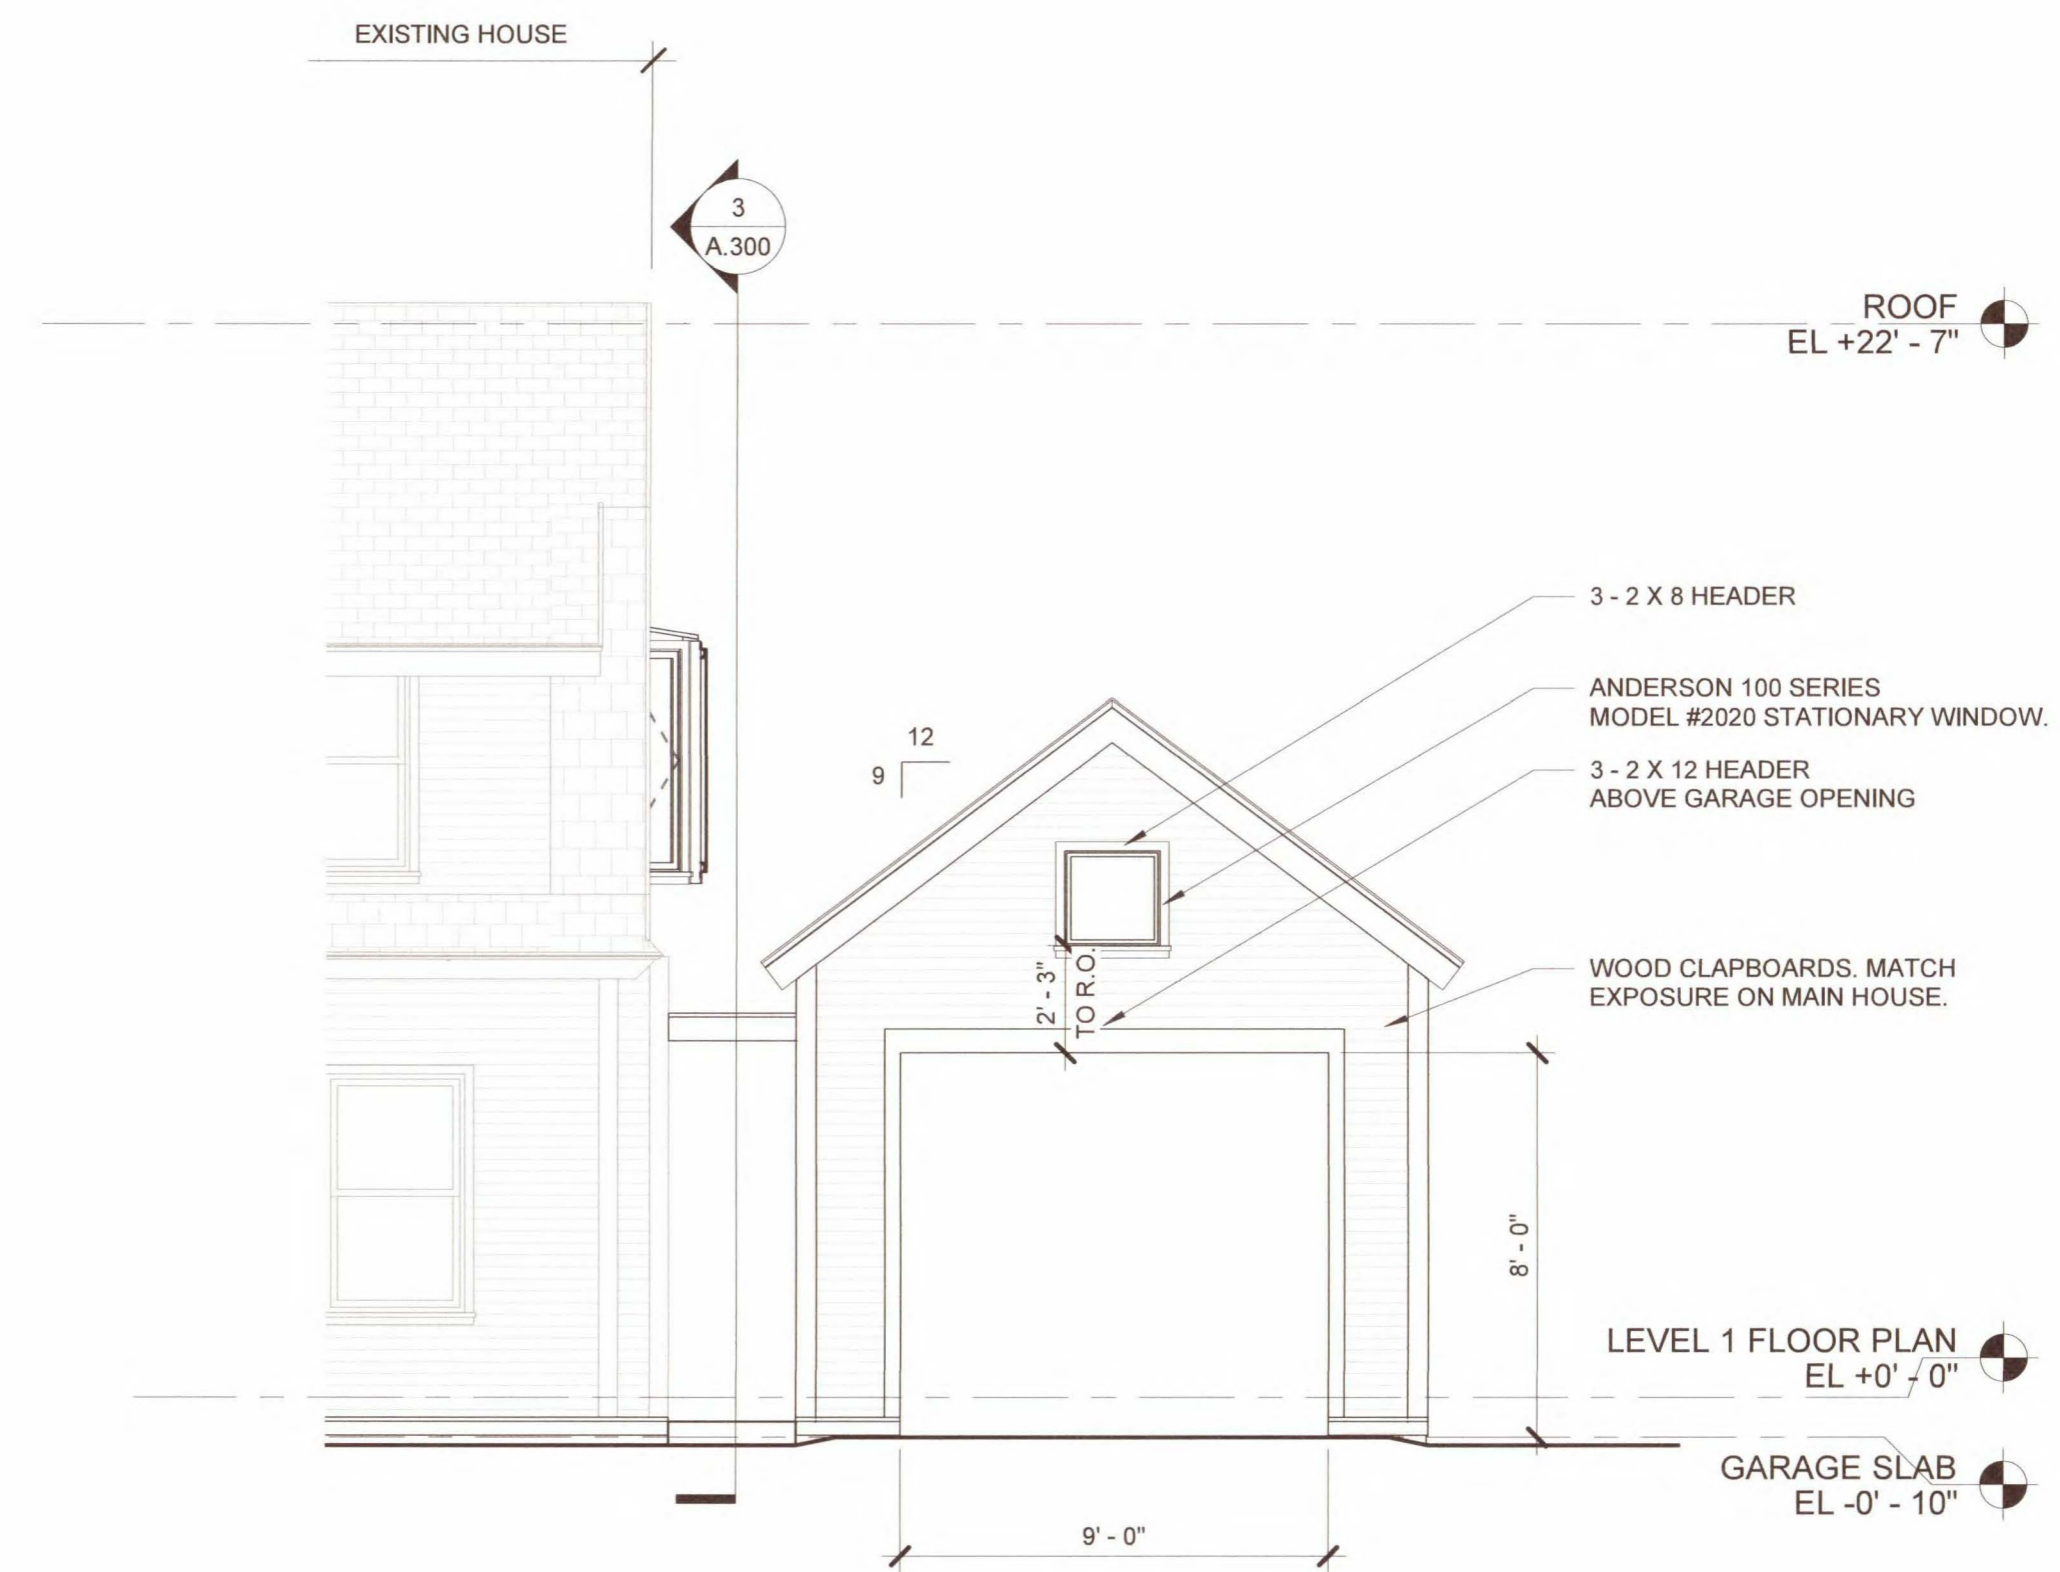 EXISTING HOUSE
3
A.300
ROOF
EL +22' - 7"
3 - 2 X 8 HEADER
ANDERSON 100 SERIES
MODEL #2020 STATIONARY WINDOW.
12
9
3 - 2 X 12 HEADER
ABOVE GARAGE OPENING
WOOD CLAPBOARDS. MATCH
EXPOSURE ON MAIN HOUSE.
2' - 3"
TO R.O.
8' - 0"
LEVEL 1 FLOOR PLAN
EL +0' - 0"
GARAGE SLAB
EL -0' - 10"
9' - 0"